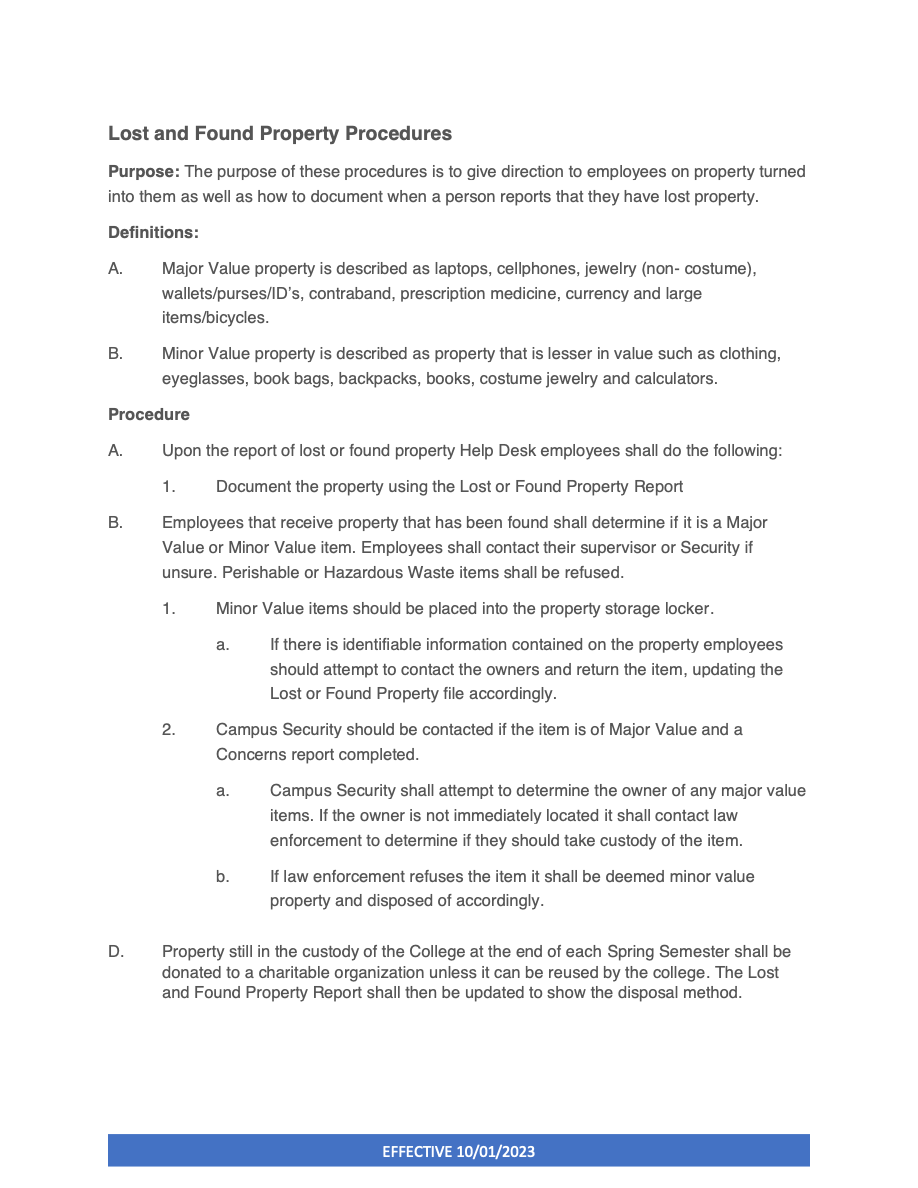 Lost and Found Property Procedures
Purpose: The purpose of these procedures is to give direction to employees on property turned
into them as well as how to document when a person reports that they have lost property.
Definitions:
A. Major Value property is described as laptops, cellphones, jewelry (non- costume),
wallets/purses/ID's, contraband, prescription medicine, currency and large
items/bicycles.
B. Minor Value property is described as property that is lesser in value such as clothing,
eyeglasses, book bags, backpacks, books, costume jewelry and calculators.
Procedure
A. Upon the report of lost or found property Help Desk employees shall do the following:
1. Document the property using the Lost or Found Property Report
B. Employees that receive property that has been found shall determine if it is a Major
Value or Minor Value item. Employees shall contact their supervisor or Security if
unsure. Perishable or Hazardous Waste items shall be refused.
1. Minor Value items should be placed into the property storage locker.
a. If there is identifiable information contained on the property employees
should attempt to contact the owners and return the item, updating the
Lost or Found Property file accordingly.
2. Campus Security should be contacted if the item is of Major Value and a
Concerns report completed.
a. Campus Security shall attempt to determine the owner of any major value
items. If the owner is not immediately located it shall contact law
enforcement to determine if they should take custody of the item.
b. If law enforcement refuses the item it shall be deemed minor value
property and disposed of accordingly.
D. Property still in the custody of the College at the end of each Spring Semester shall be
donated to a charitable organization unless it can be reused by the college. The Lost
and Found Property Report shall then be updated to show the disposal method.
EFFECTIVE 10/01/2023